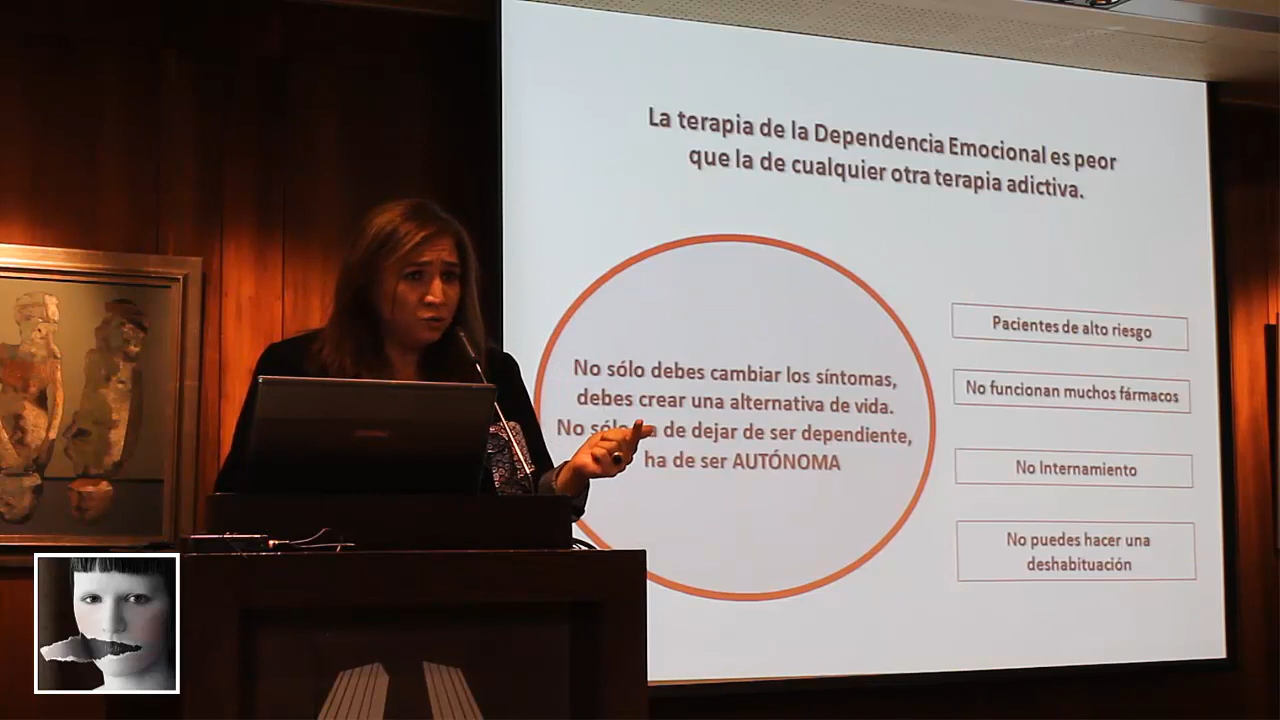 La terapia de la Dependencia Emocional es peor
que la de cualquier otra terapia adictiva.
No sólo debes cambiar los síntomas,
debes crear una alternativa de vida.
No de dejar de ser dependiente,
ha de ser AUTÓNOMA
Pacientes de alto riesgo
No funcionan muchos fármacos
No Internamiento
No puedes hacer una
deshabituación